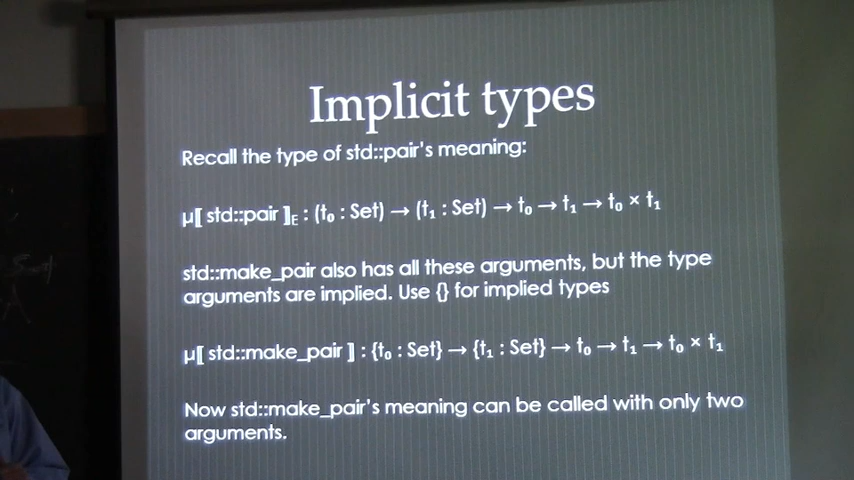 Implicit types
Recall the type of std::pair's meaning:
μ⟦ std::pair ⟧E : (t₀ : Set) → (t₁ : Set) → t₀ → t₁ → t₀ × t₁
std::make_pair also has all these arguments, but the type
arguments are implied. Use {} for implied types
μ⟦ std::make_pair ⟧ : {t₀ : Set} → {t₁ : Set} → t₀ → t₁ → t₀ × t₁
Now std::make_pair's meaning can be called with only two
arguments.